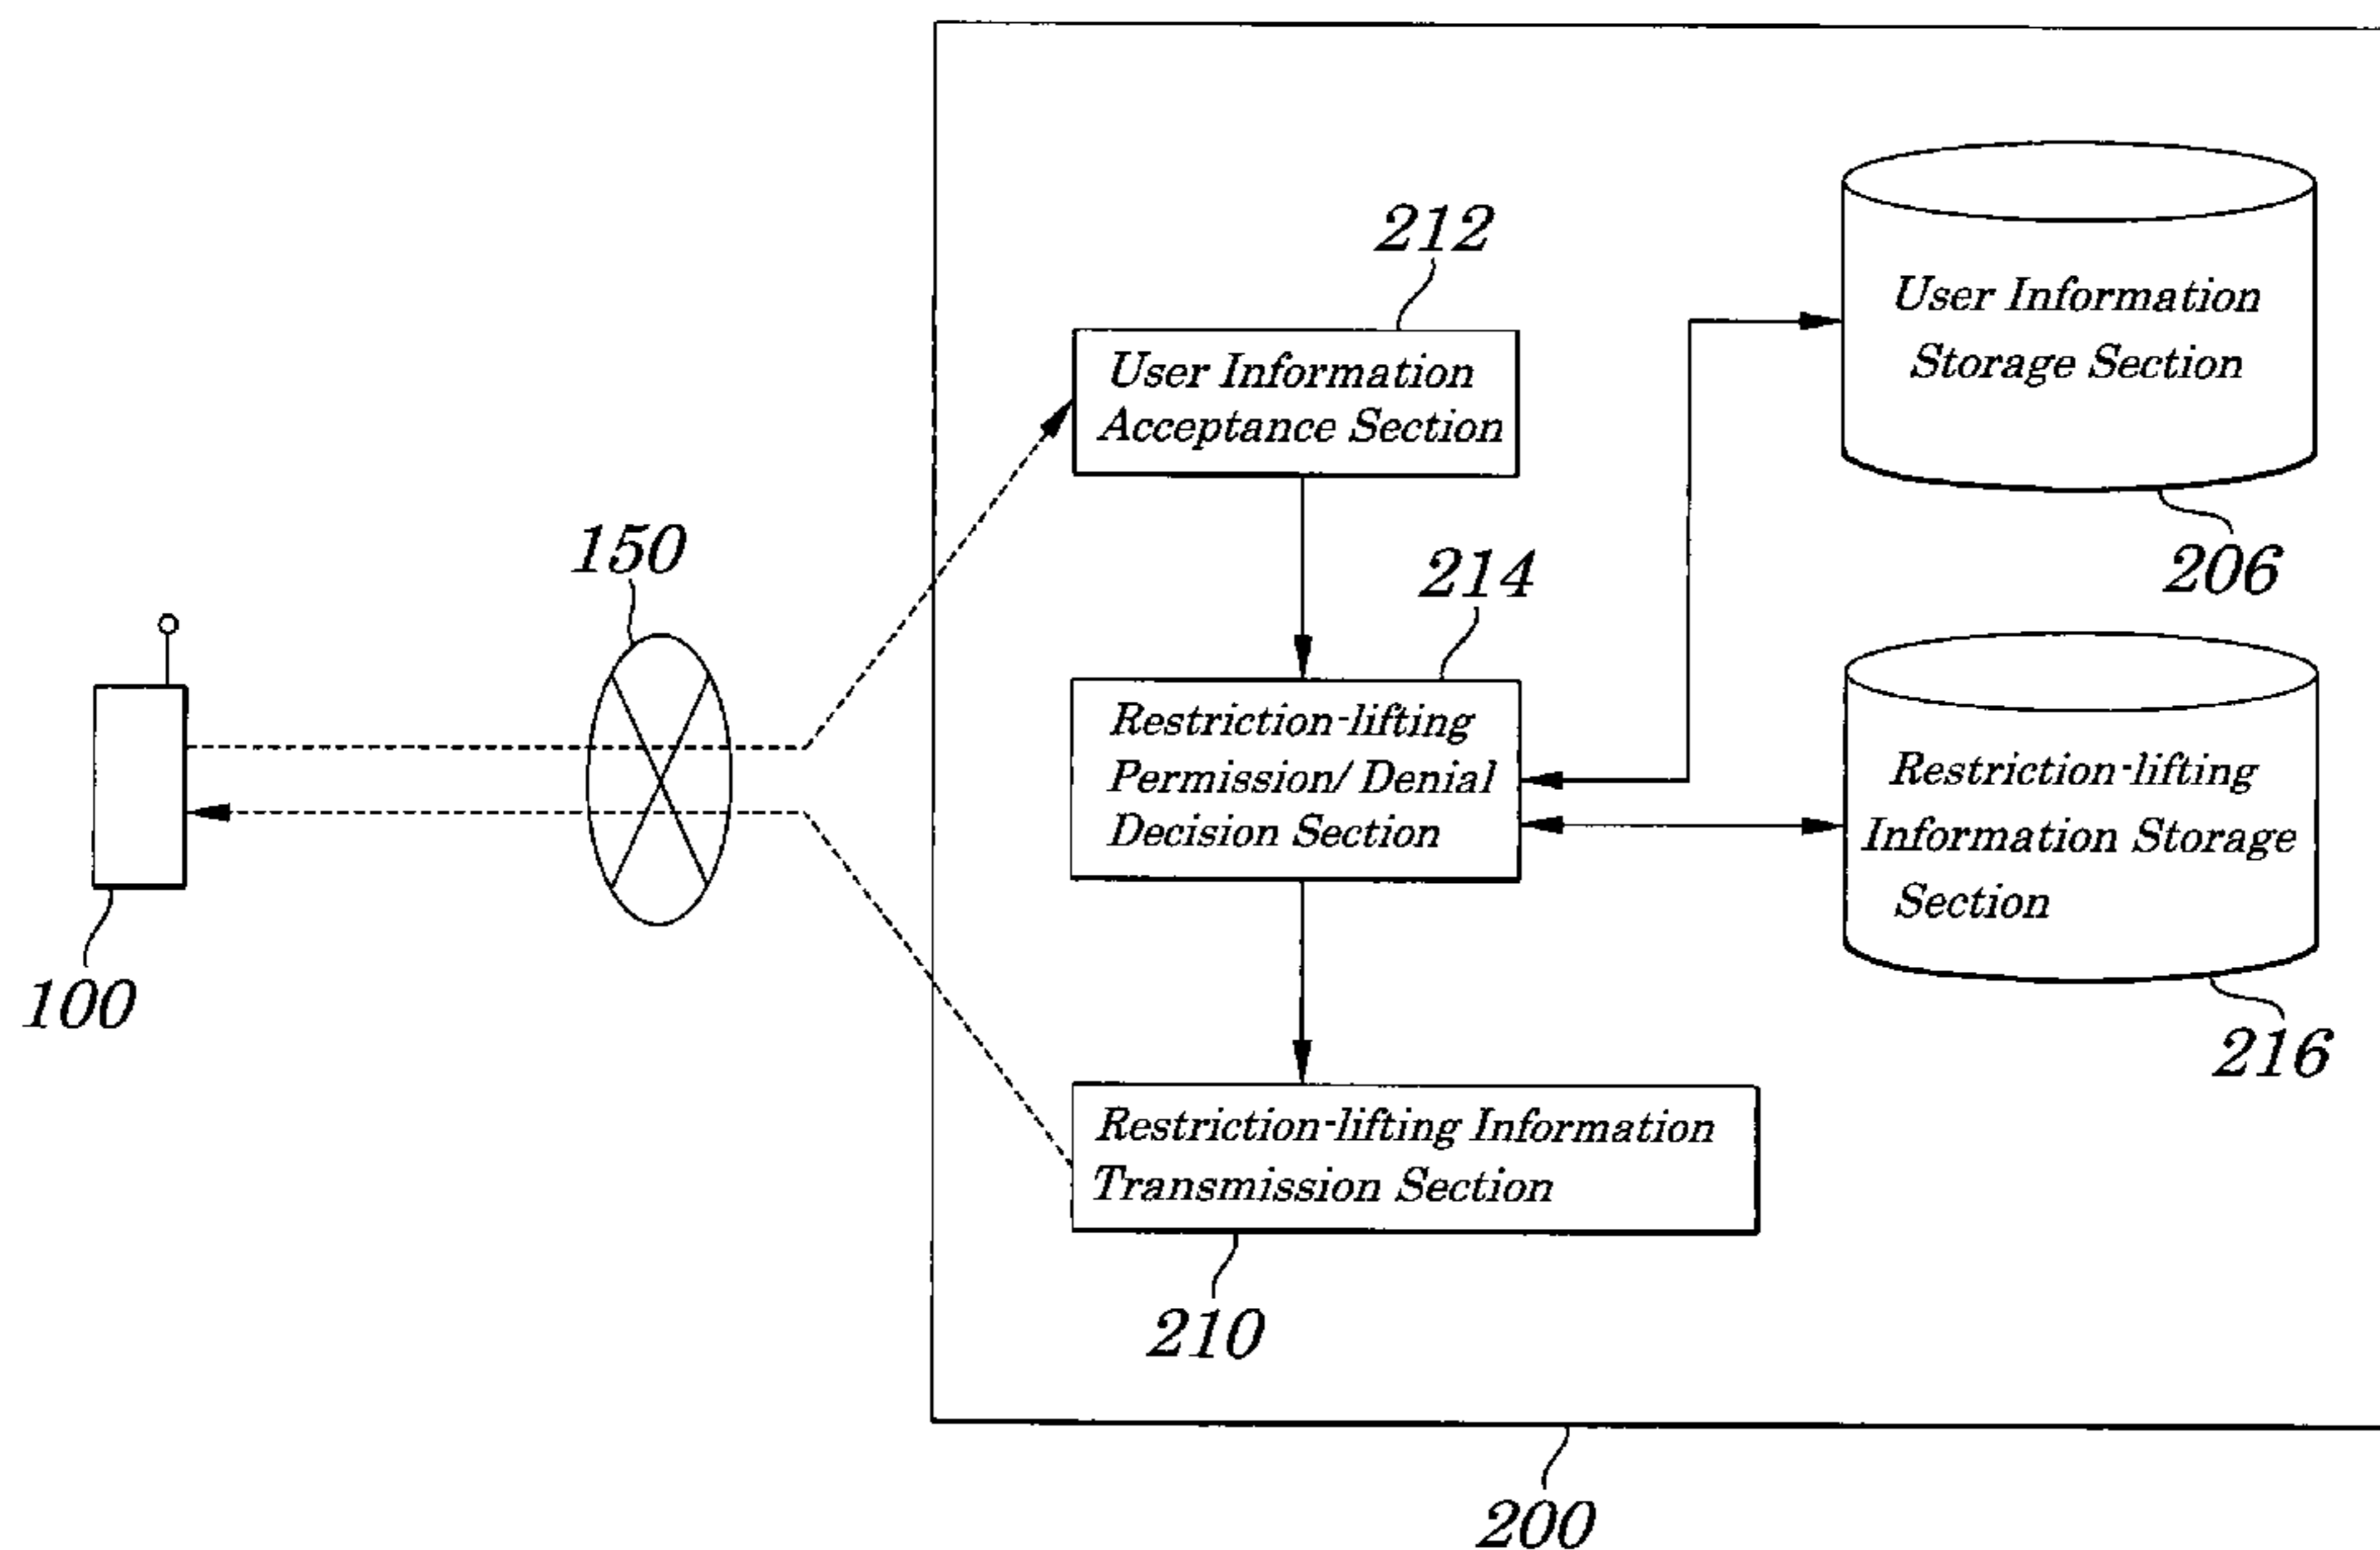 212
User Information
Storage Section
User Information
Acceptance Section
206
150
214
Restriction-lifting
Permission/ Denial
Decision Section
Restriction-lifting
Information Storage
Section
100
216
Restriction-lifting Information
Transmission Section
210
200